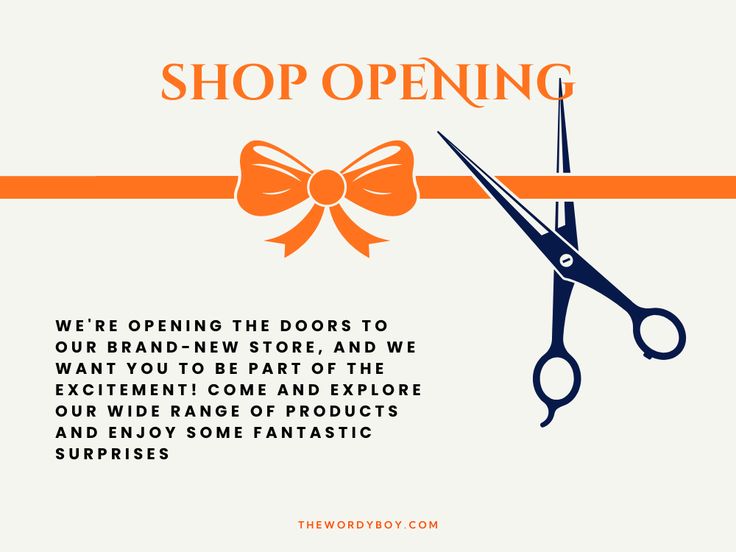 SHOP OPENING
WE'RE OPENING THE DOORS TO
OUR BRAND-NEW STORE, AND WE
WANT YOU TO BE PART OF THE
EXCITEMENT! COME AND EXPLORE
OUR WIDE RANGE OF PRODUCTS
AND ENJOY SOME FANTASTIC
SURPRISES
THEWORDYBOY.COM